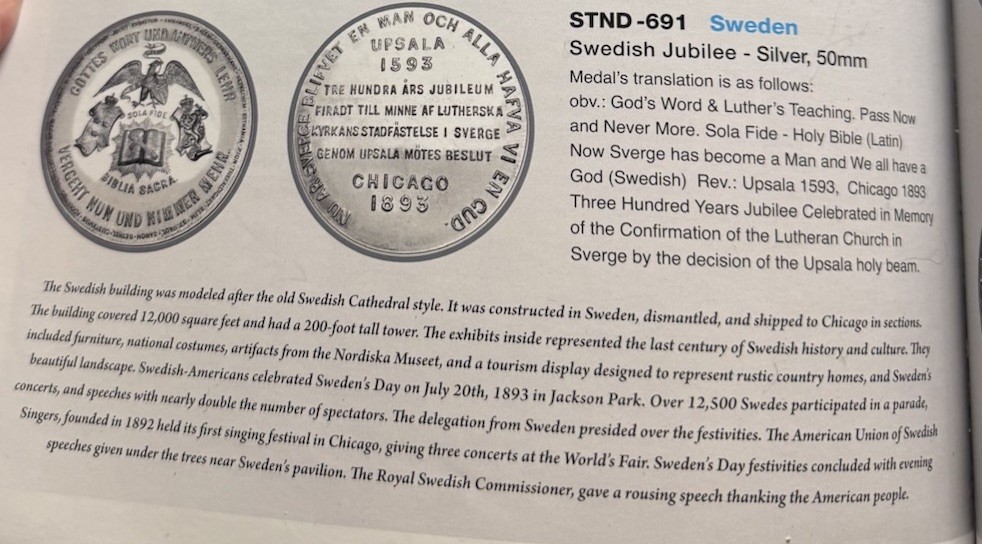 GOTTES WORT UND LUTHERS LEHR
VERGEHT NUN UND NIMMER MEHR
SOLA FIDE
BIBLIA SACRA
NU ÄR SVERGE BLIFVET EN MAN OCH ALLA HAFVA VI EN GUD.
UPSALA
1593
TRE HUNDRA ÅRS JUBILEUM
FIRADT TILL MINNE AF LUTHERSKA
KYRKANS STADFÄSTELSE I SVERGE
GENOM UPSALA MÖTES BESLUT
CHICAGO
1893
STND-691 Sweden
Swedish Jubilee - Silver, 50mm
Medal's translation is as follows:
obv.: God's Word & Luther's Teaching. Pass Now
and Never More. Sola Fide - Holy Bible (Latin)
Now Sverge has become a Man and We all have a
God (Swedish) Rev.: Upsala 1593, Chicago 1893
Three Hundred Years Jubilee Celebrated in Memory
of the Confirmation of the Lutheran Church in
Sverge by the decision of the Upsala holy beam.
The Swedish building was modeled after the old Swedish Cathedral style. It was constructed in Sweden, dismantled, and shipped to Chicago in sections.
The building covered 12,000 square feet and had a 200-foot tall tower. The exhibits inside represented the last century of Swedish history and culture. They
included furniture, national costumes, artifacts from the Nordiska Museet, and a tourism display designed to represent rustic country homes, and Sweden's
beautiful landscape. Swedish-Americans celebrated Sweden's Day on July 20th, 1893 in Jackson Park. Over 12,500 Swedes participated in a parade,
concerts, and speeches with nearly double the number of spectators. The delegation from Sweden presided over the festivities. The American Union of Swedish
Singers, founded in 1892 held its first singing festival in Chicago, giving three concerts at the World's Fair. Sweden's Day festivities concluded with evening
speeches given under the trees near Sweden's pavilion. The Royal Swedish Commissioner, gave a rousing speech thanking the American people.